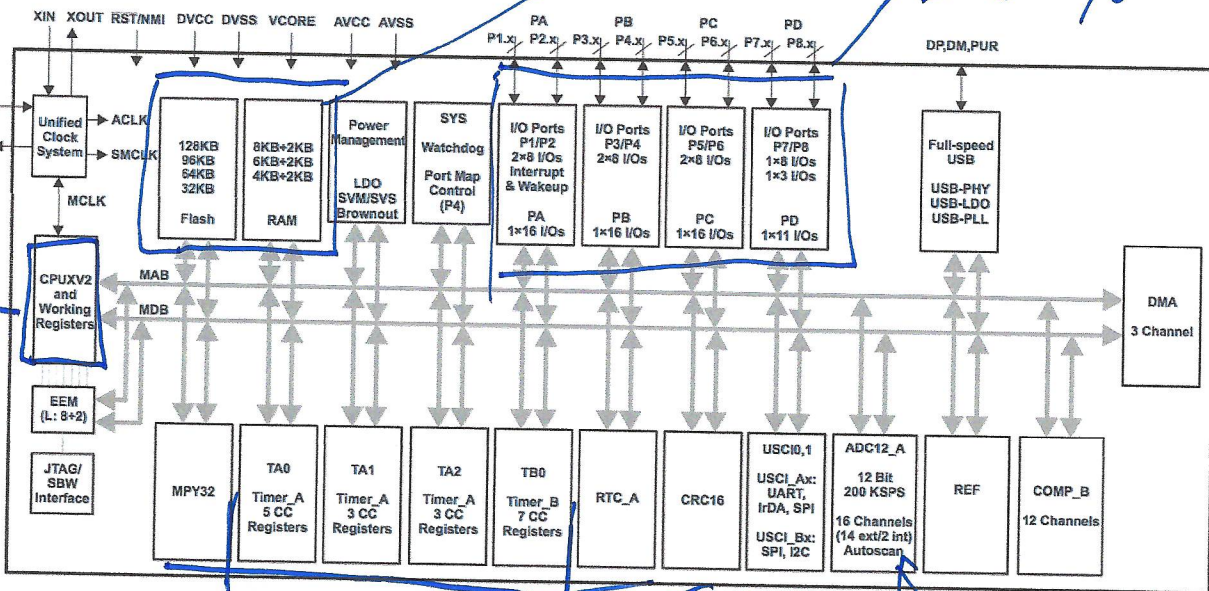 XIN XOUT RST/NMI DVCC DVSS VCORE AVCC AVSS
PA PB PC PD
P1.x P2.x P3.x P4.x P5.x P6.x P7.x P8.x
DP,DM,PUR
Unified
Clock
System
ACLK
SMCLK
MCLK
128KB
96KB
64KB
32KB
Flash
8KB+2KB
6KB+2KB
4KB+2KB
RAM
Power
Management
LDO
SVM/SVS
Brownout
SYS
Watchdog
Port Map
Control
(P4)
I/O Ports
P1/P2
2×8 I/Os
Interrupt
& Wakeup
PA
1×16 I/Os
I/O Ports
P3/P4
2×8 I/Os
PB
1×16 I/Os
I/O Ports
P5/P6
2×8 I/Os
PC
1×16 I/Os
I/O Ports
P7/P8
1×8 I/Os
1×3 I/Os
PD
1×11 I/Os
Full-speed
USB
USB-PHY
USB-LDO
USB-PLL
CPUXV2
and
Working
Registers
MAB
MDB
DMA
3 Channel
EEM
(L: 8+2)
JTAG/
SBW
Interface
MPY32
TA0
Timer_A
5 CC
Registers
TA1
Timer_A
3 CC
Registers
TA2
Timer_A
3 CC
Registers
TB0
Timer_B
7 CC
Registers
RTC_A
CRC16
USCI0,1
USCI_Ax:
UART,
IrDA, SPI
USCI_Bx:
SPI, I2C
ADC12_A
12 Bit
200 KSPS
16 Channels
(14 ext/2 int)
Autoscan
REF
COMP_B
12 Channels